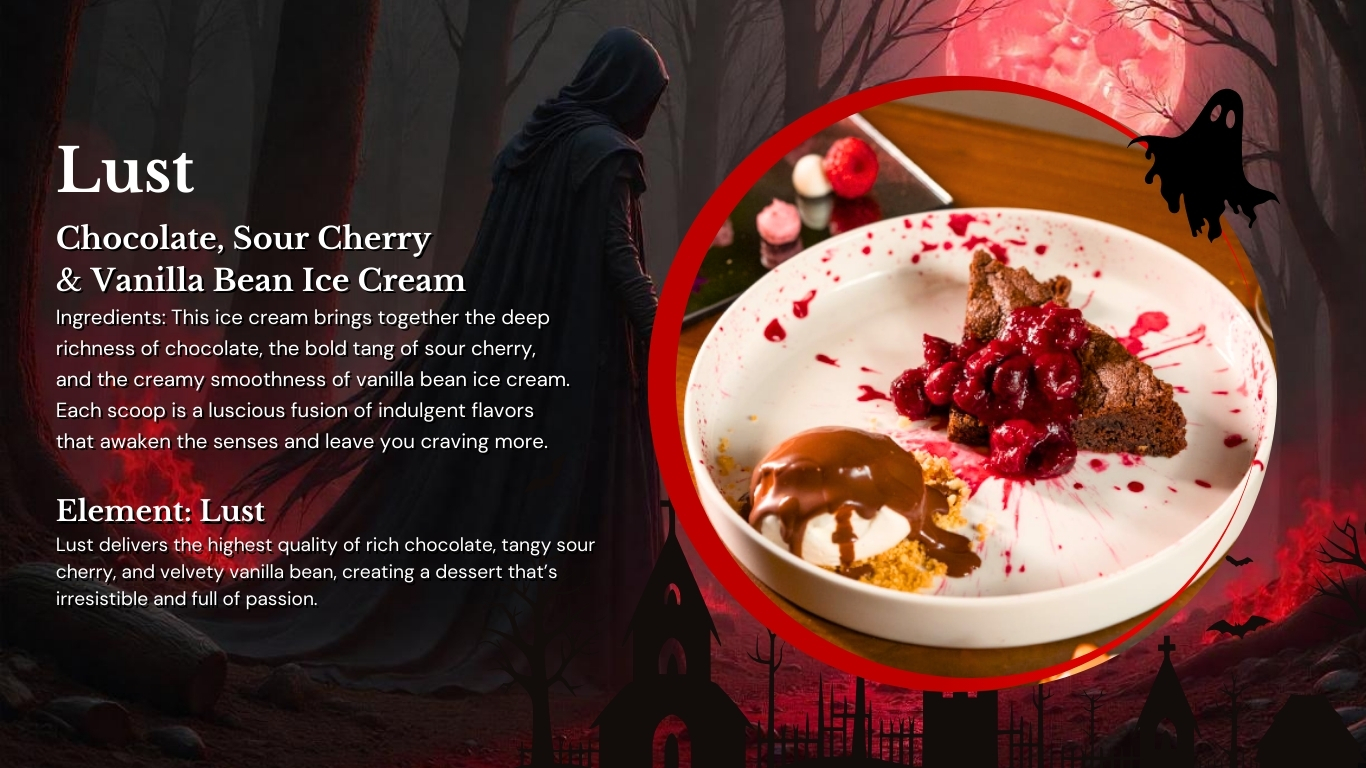 Lust
Chocolate, Sour Cherry
& Vanilla Bean Ice Cream
Ingredients: This ice cream brings together the deep
richness of chocolate, the bold tang of sour cherry,
and the creamy smoothness of vanilla bean ice cream.
Each scoop is a luscious fusion of indulgent flavors
that awaken the senses and leave you craving more.
Element: Lust
Lust delivers the highest quality of rich chocolate, tangy sour
cherry, and velvety vanilla bean, creating a dessert that’s
irresistible and full of passion.